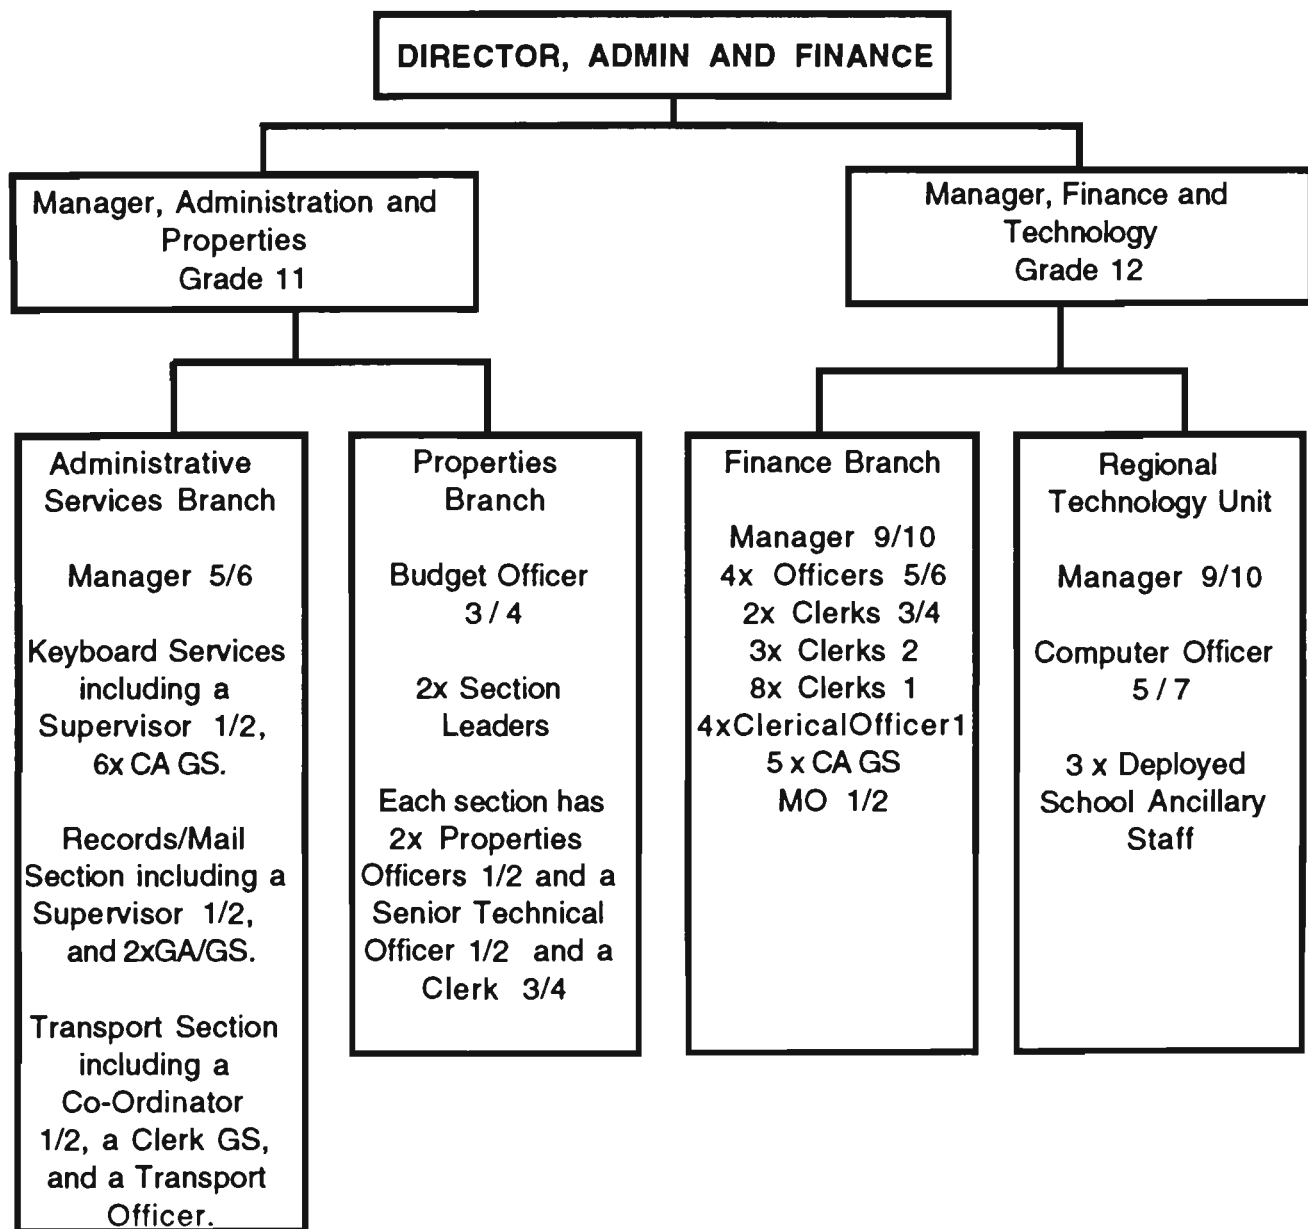 DIRECTOR, ADMIN AND FINANCE
Manager, Administration and
Properties
Grade 11
Manager, Finance and
Technology
Grade 12
Administrative
Services Branch
Manager 5/6
Keyboard Services
including a
Supervisor 1/2,
6x CA GS.
Records/Mail
Section including a
Supervisor 1/2,
and 2xGA/GS.
Transport Section
including a
Co-Ordinator
1/2, a Clerk GS,
and a Transport
Officer.
Properties
Branch
Budget Officer
3 / 4
2x Section
Leaders
Each section has
2x Properties
Officers 1/2 and a
Senior Technical
Officer 1/2 and a
Clerk 3/4
Finance Branch
Manager 9/10
4x Officers 5/6
2x Clerks 3/4
3x Clerks 2
8x Clerks 1
4xClericalOfficer1
5 x CA GS
MO 1/2
Regional
Technology Unit
Manager 9/10
Computer Officer
5 / 7
3 x Deployed
School Ancillary
Staff